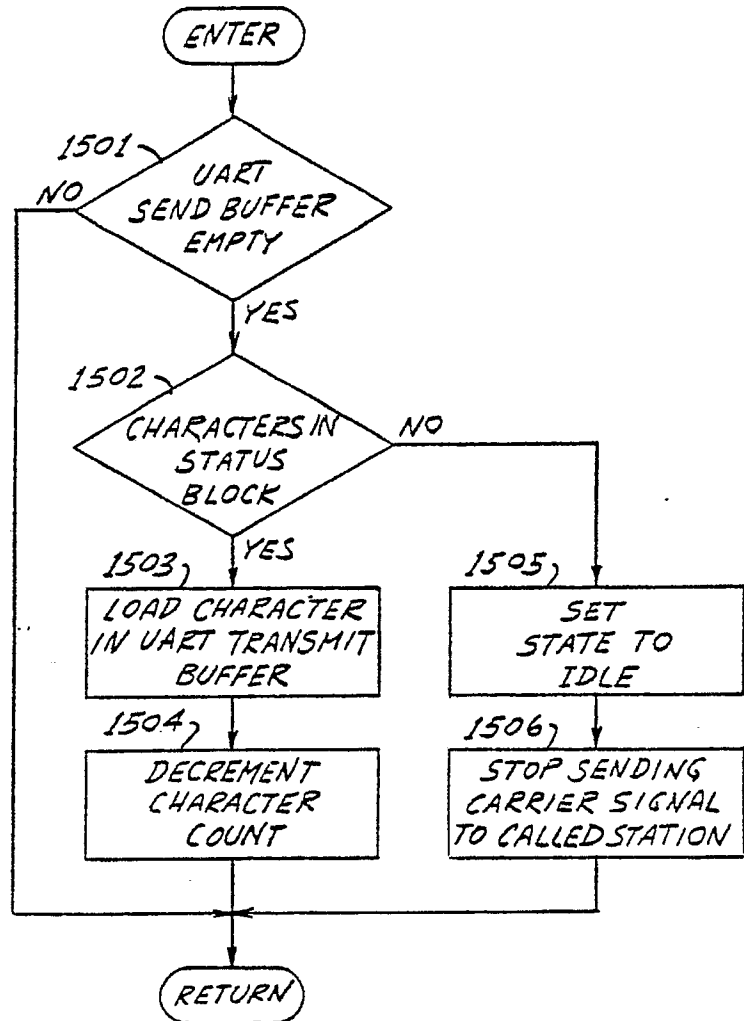 ENTER
1501
UART
SEND BUFFER
EMPTY
NO
YES
1502
CHARACTERS IN
STATUS
BLOCK
NO
YES
1503
LOAD CHARACTER
IN UART TRANSMIT
BUFFER
1505
SET
STATE TO
IDLE
1504
DECREMENT
CHARACTER
COUNT
1506
STOP SENDING
CARRIER SIGNAL
TO CALLED STATION
RETURN